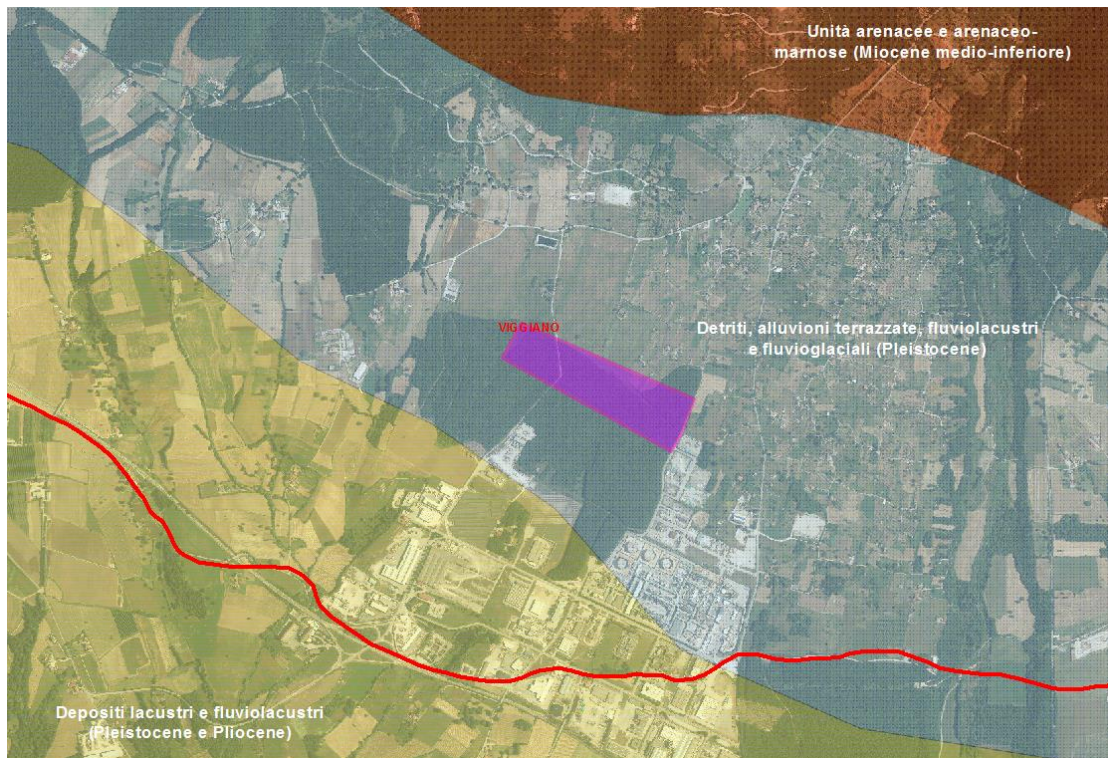 Unità arenacee e arenaceo-
marnose (Miocene medio-inferiore)
VIGGIANO
Detriti, alluvioni terrazzate, fluviolacustri
e fluvioglaciali (Pleistocene)
Depositi lacustri e fluviolacustri
(Pleistocene e Pliocene)